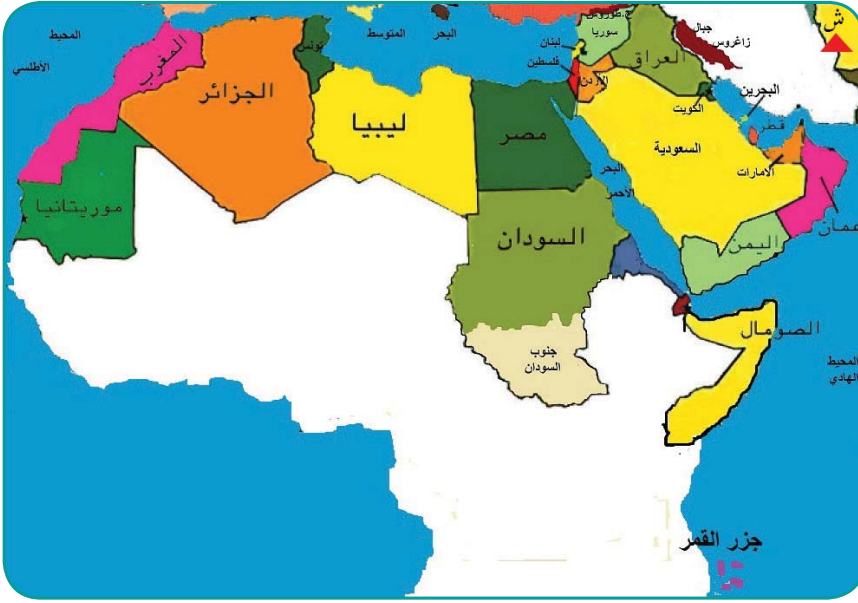 المحيط
الأطلسي
المغرب
الجزائر
تونس
البحر
المتوسط
ليبيا
مصر
موريتانيا
السودان
جنوب
السودان
البحر
الأحمر
ج.طوروس
سوريا
لبنان
فلسطين
الأردن
العراق
جبال
زاغروس
ش
الكويت
البحرين
قطر
السعودية
الامارات
عمان
اليمن
الصومال
المحيط
الهادي
جزر القمر